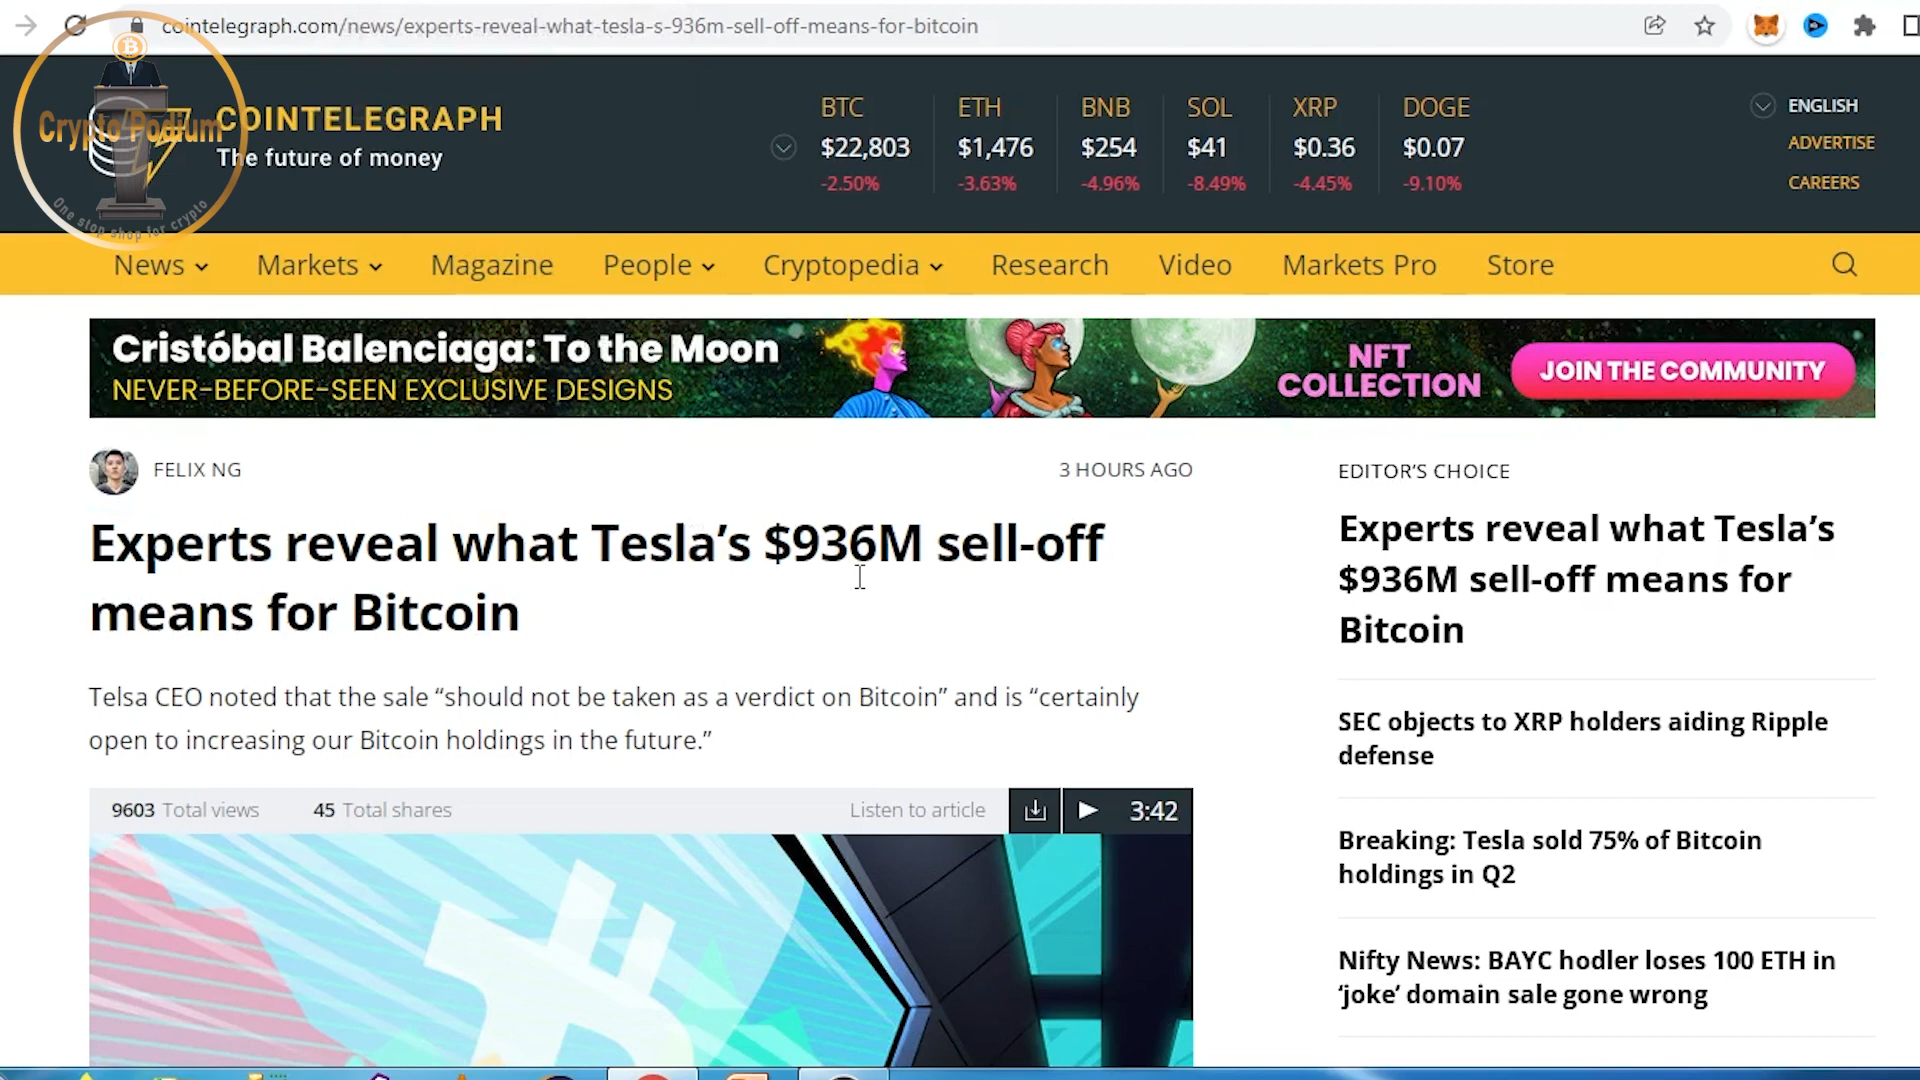 cointelegraph.com/news/experts-reveal-what-tesla-s-936m-sell-off-means-for-bitcoin
Crypto Podium
One stop shop for crypto
COINTELEGRAPH
The future of money
BTC ETH BNB SOL XRP DOGE
$22,803 $1,476 $254 $41 $0.36 $0.07
-2.50% -3.63% -4.96% -8.49% -4.45% -9.10%
ENGLISH
ADVERTISE
CAREERS
News Markets Magazine People Cryptopedia Research Video Markets Pro Store
Cristóbal Balenciaga: To the Moon
NEVER-BEFORE-SEEN EXCLUSIVE DESIGNS
NFT
COLLECTION
JOIN THE COMMUNITY
FELIX NG
3 HOURS AGO
Experts reveal what Tesla’s $936M sell-off
means for Bitcoin
Telsa CEO noted that the sale “should not be taken as a verdict on Bitcoin” and is “certainly
open to increasing our Bitcoin holdings in the future.”
9603 Total views 45 Total shares Listen to article 3:42
EDITOR’S CHOICE
Experts reveal what Tesla’s
$936M sell-off means for
Bitcoin
SEC objects to XRP holders aiding Ripple
defense
Breaking: Tesla sold 75% of Bitcoin
holdings in Q2
Nifty News: BAYC hodler loses 100 ETH in
‘joke’ domain sale gone wrong